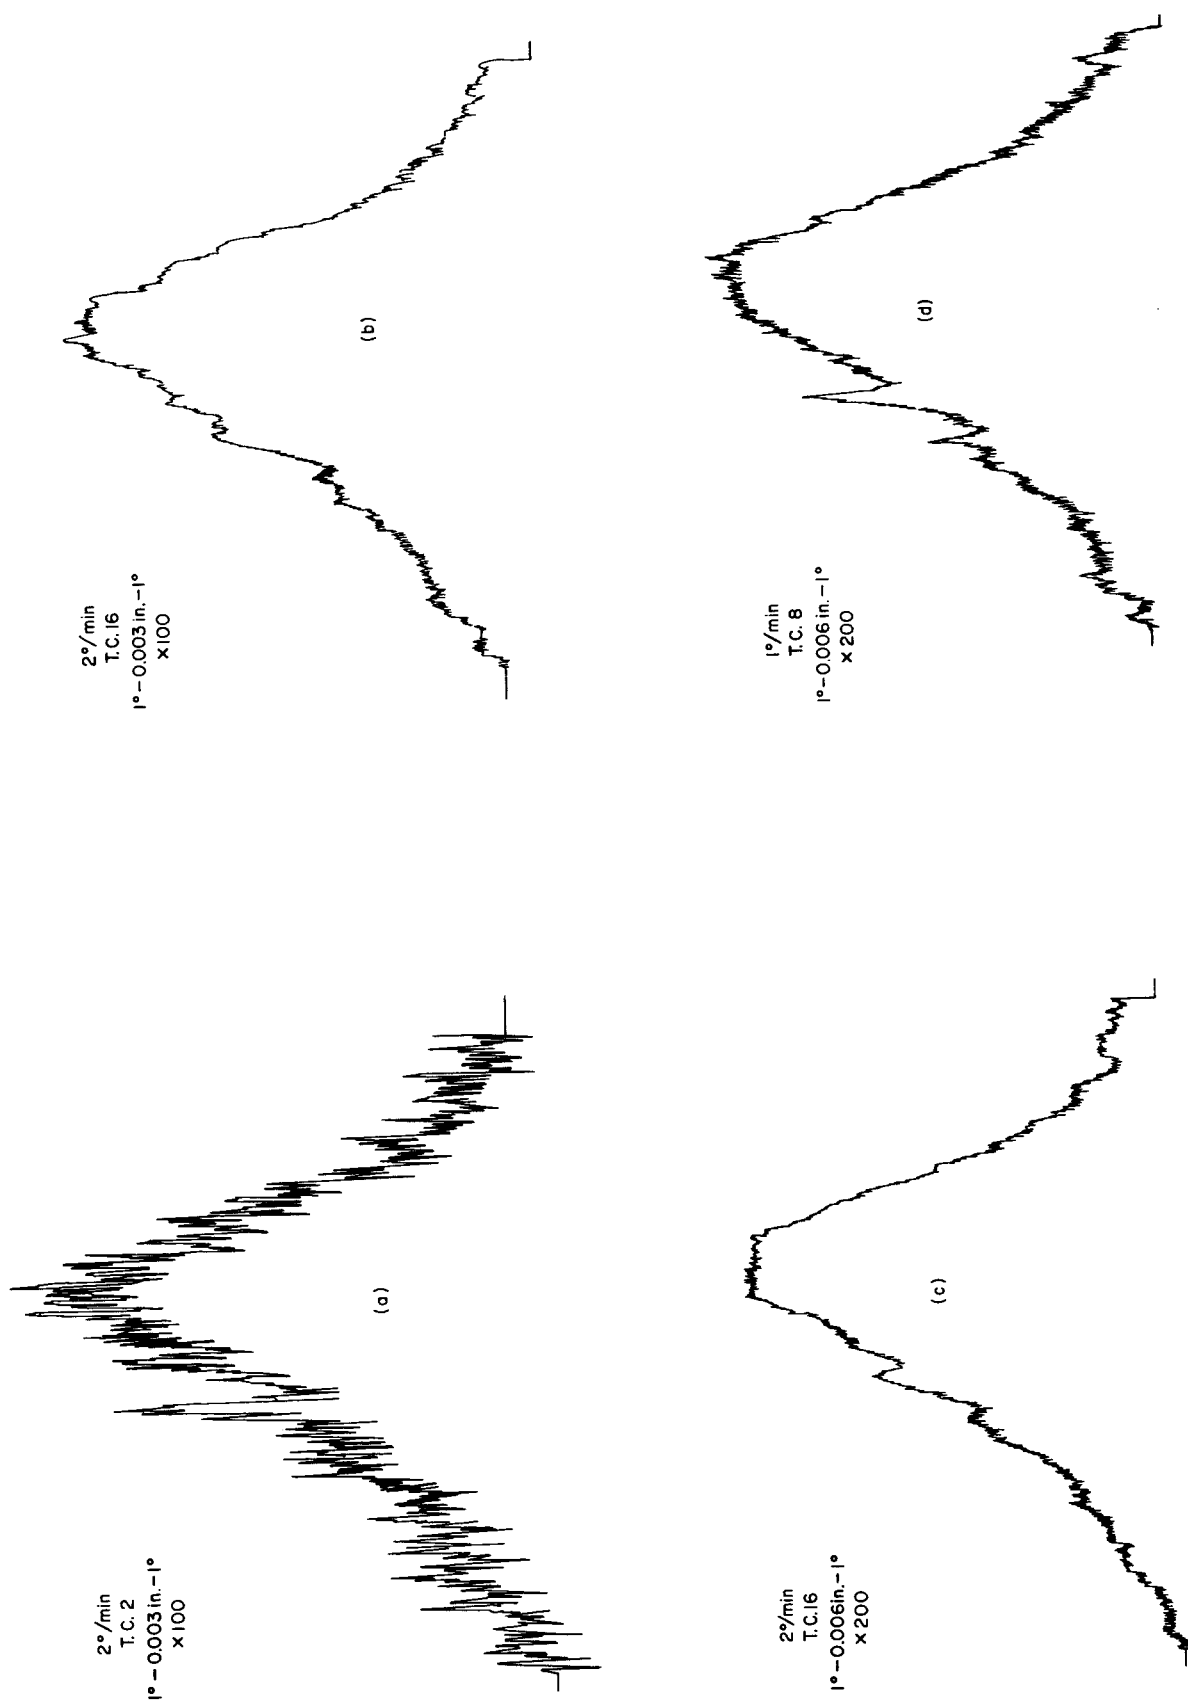 2°/min
T.C. 16
1°–0.003 in.–1°
×100
(b)
1°/min
T.C. 8
1°–0.006 in.–1°
×200
(d)
2°/min
T.C. 2
1°–0.003 in.–1°
×100
(a)
2°/min
T.C. 16
1°–0.006 in.–1°
×200
(c)